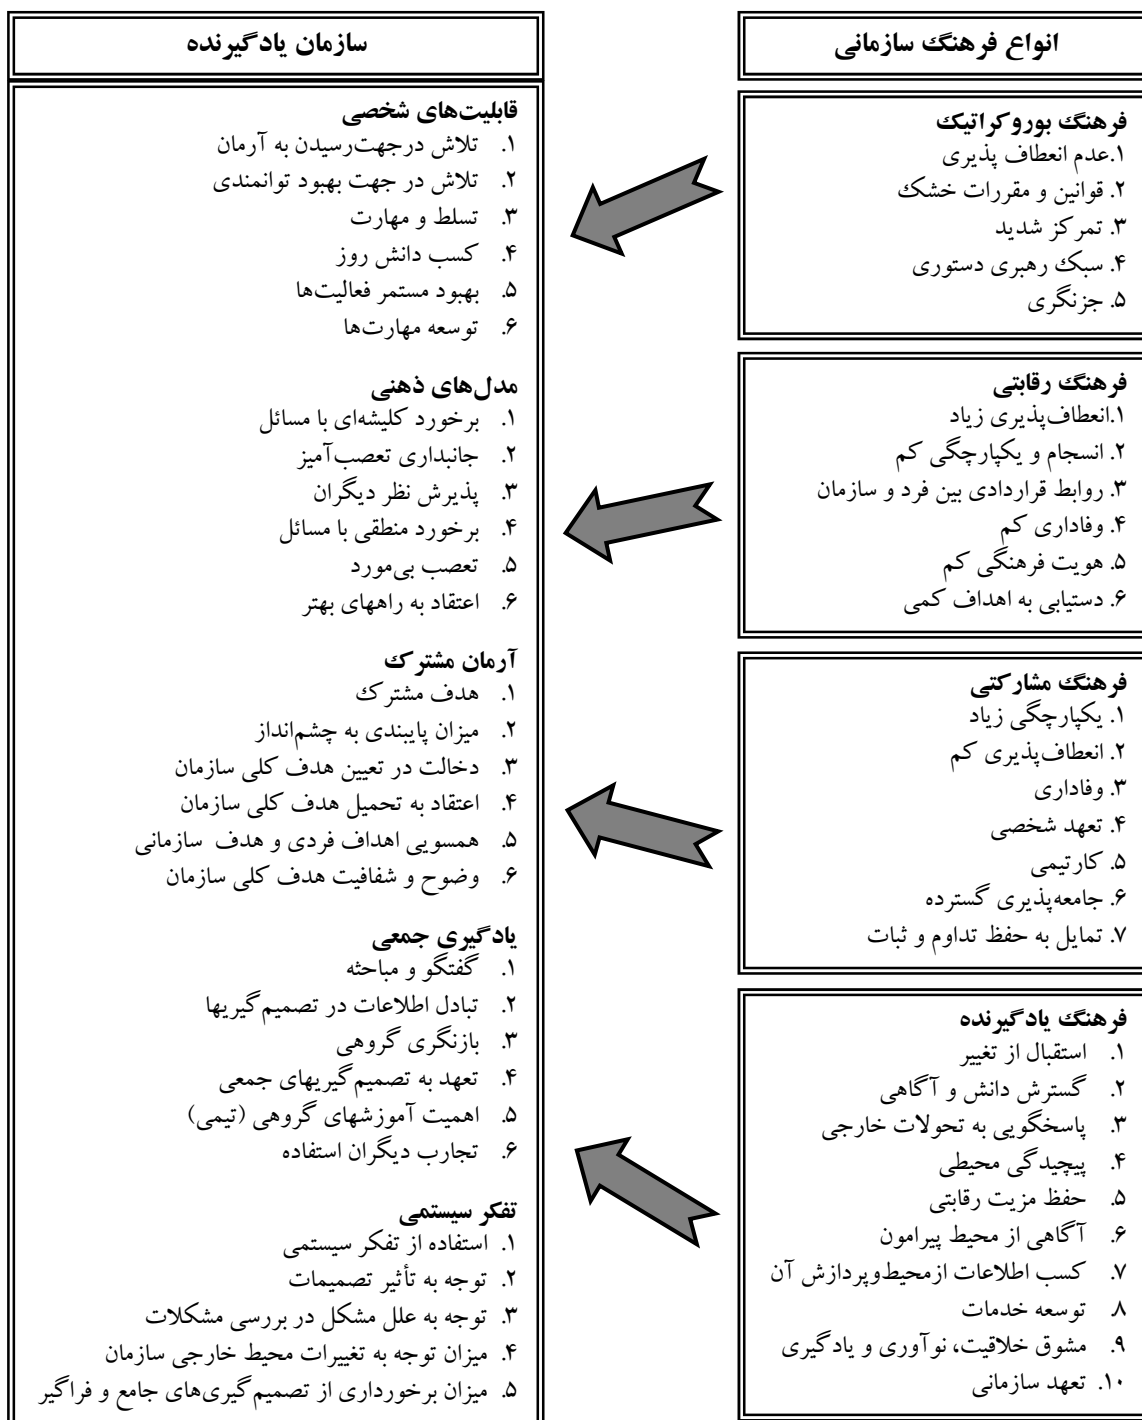 انواع فرهنگ سازمانی
فرهنگ بوروکراتیک
۱.عدم انعطاف پذیری
۲. قوانین و مقررات خشک
۳. تمرکز شدید
۴. سبک رهبری دستوری
۵. جزنگری
فرهنگ رقابتی
۱.انعطاف‌پذیری زیاد
۲. انسجام و یکپارچگی کم
۳. روابط قراردادی بین فرد و سازمان
۴. وفاداری کم
۵. هویت فرهنگی کم
۶. دستیابی به اهداف کمی
فرهنگ مشارکتی
۱. یکپارچگی زیاد
۲. انعطاف‌پذیری کم
۳. وفاداری
۴. تعهد شخصی
۵. کارتیمی
۶. جامعه‌پذیری گسترده
۷. تمایل به حفظ تداوم و ثبات
فرهنگ یادگیرنده
۱. استقبال از تغییر
۲. گسترش دانش و آگاهی
۳. پاسخگویی به تحولات خارجی
۴. پیچیدگی محیطی
۵. حفظ مزیت رقابتی
۶. آگاهی از محیط پیرامون
۷. کسب اطلاعات ازمحیط‌وپردازش آن
۸. توسعه خدمات
۹. مشوق خلاقیت، نوآوری و یادگیری
۱۰. تعهد سازمانی
سازمان یادگیرنده
قابلیت‌های شخصی
۱. تلاش درجهت‌رسیدن به آرمان
۲. تلاش در جهت بهبود توانمندی
۳. تسلط و مهارت
۴. کسب دانش روز
۵. بهبود مستمر فعالیت‌ها
۶. توسعه مهارت‌ها
مدل‌های ذهنی
۱. برخورد کلیشه‌ای با مسائل
۲. جانبداری تعصب‌آمیز
۳. پذیرش نظر دیگران
۴. برخورد منطقی با مسائل
۵. تعصب بی‌مورد
۶. اعتقاد به راههای بهتر
آرمان مشترک
۱. هدف مشترک
۲. میزان پایبندی به چشم‌انداز
۳. دخالت در تعیین هدف کلی سازمان
۴. اعتقاد به تحمیل هدف کلی سازمان
۵. همسویی اهداف فردی و هدف سازمانی
۶. وضوح و شفافیت هدف کلی سازمان
یادگیری جمعی
۱. گفتگو و مباحثه
۲. تبادل اطلاعات در تصمیم‌گیریها
۳. بازنگری گروهی
۴. تعهد به تصمیم‌گیریهای جمعی
۵. اهمیت آموزشهای گروهی (تیمی)
۶. تجارب دیگران استفاده
تفکر سیستمی
۱. استفاده از تفکر سیستمی
۲. توجه به تأثیر تصمیمات
۳. توجه به علل مشکل در بررسی مشکلات
۴. میزان توجه به تغییرات محیط خارجی سازمان
۵. میزان برخورداری از تصمیم‌گیری‌های جامع و فراگیر